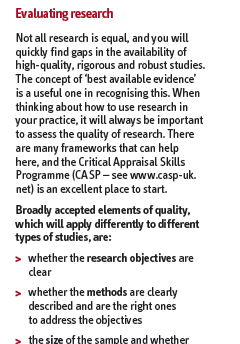 Evaluating research
Not all research is equal, and you will
quickly find gaps in the availability of
high-quality, rigorous and robust studies.
The concept of ‘best available evidence’
is a useful one in recognising this. When
thinking about how to use research in
your practice, it will always be important
to assess the quality of research. There
are many frameworks that can help
here, and the Critical Appraisal Skills
Programme (CASP – see www.casp-uk.
net) is an excellent place to start.
Broadly accepted elements of quality,
which will apply differently to different
types of studies, are:
> whether the research objectives are
clear
> whether the methods are clearly
described and are the right ones
to address the objectives
> the size of the sample and whether